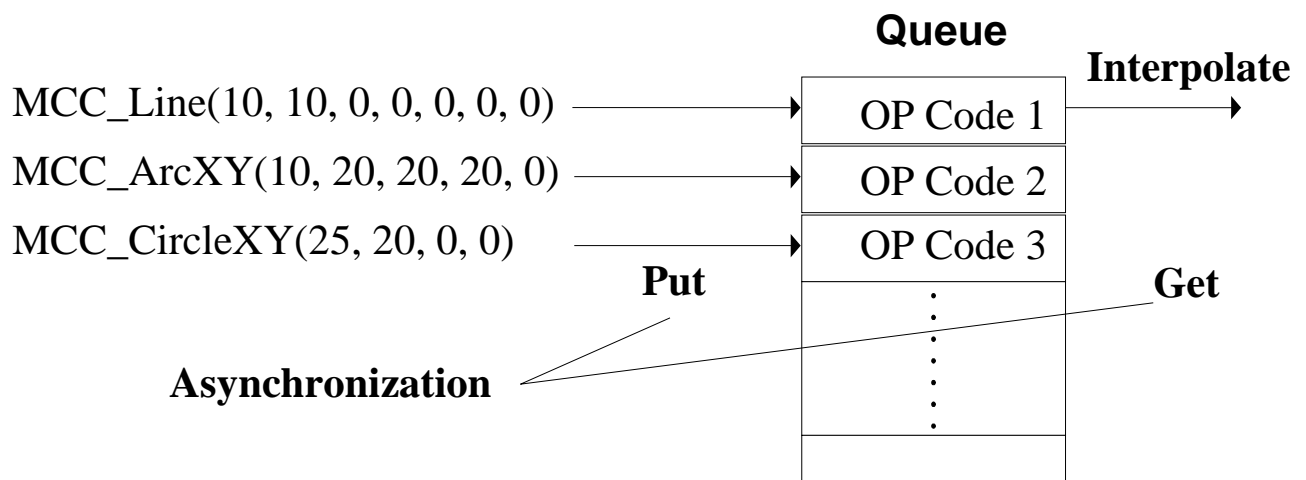 Queue
Interpolate
MCC_Line(10, 10, 0, 0, 0, 0, 0)
OP Code 1
MCC_ArcXY(10, 20, 20, 20, 0)
OP Code 2
MCC_CircleXY(25, 20, 0, 0)
OP Code 3
Put
Get
Asynchronization